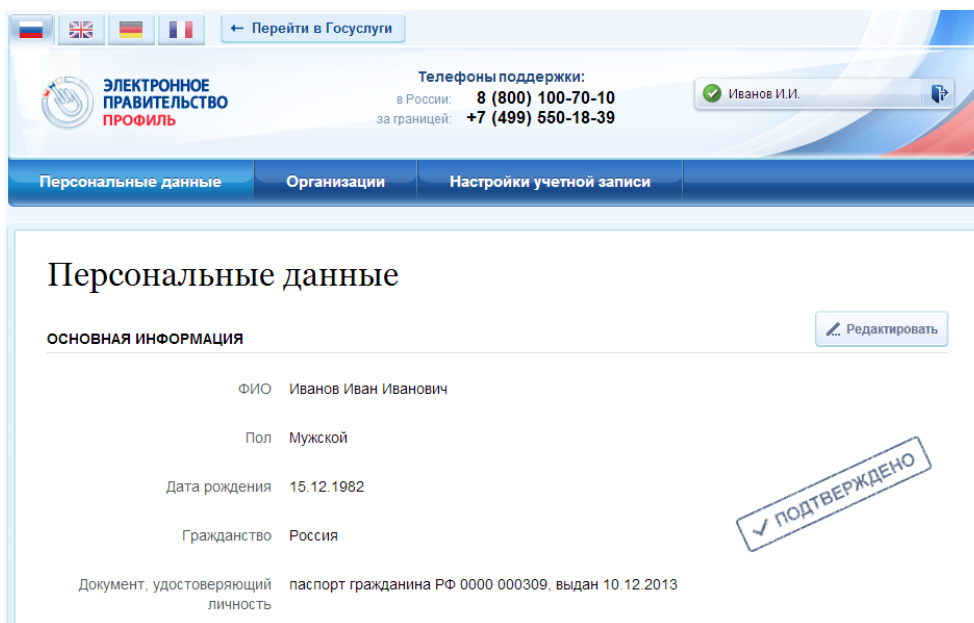 ← Перейти в Госуслуги
ЭЛЕКТРОННОЕ
ПРАВИТЕЛЬСТВО
ПРОФИЛЬ
Телефоны поддержки:
в России: 8 (800) 100-70-10
за границей: +7 (499) 550-18-39
Иванов И.И.
Персональные данные Организации Настройки учетной записи
Персональные данные
ОСНОВНАЯ ИНФОРМАЦИЯ
Редактировать
ФИО Иванов Иван Иванович
Пол Мужской
Дата рождения 15.12.1982
Гражданство Россия
ПОДТВЕРЖДЕНО
Документ, удостоверяющий паспорт гражданина РФ 0000 000309, выдан 10.12.2013
личность